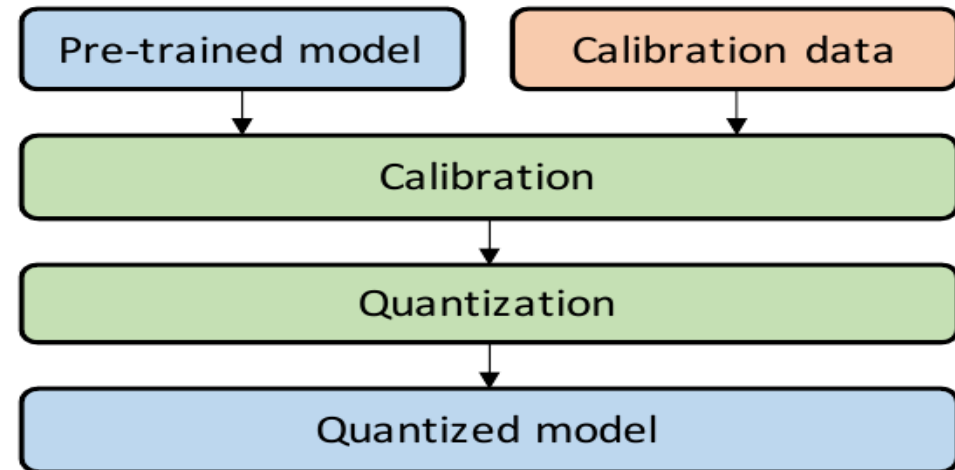 Pre-trained model
Calibration data
Calibration
Quantization
Quantized model